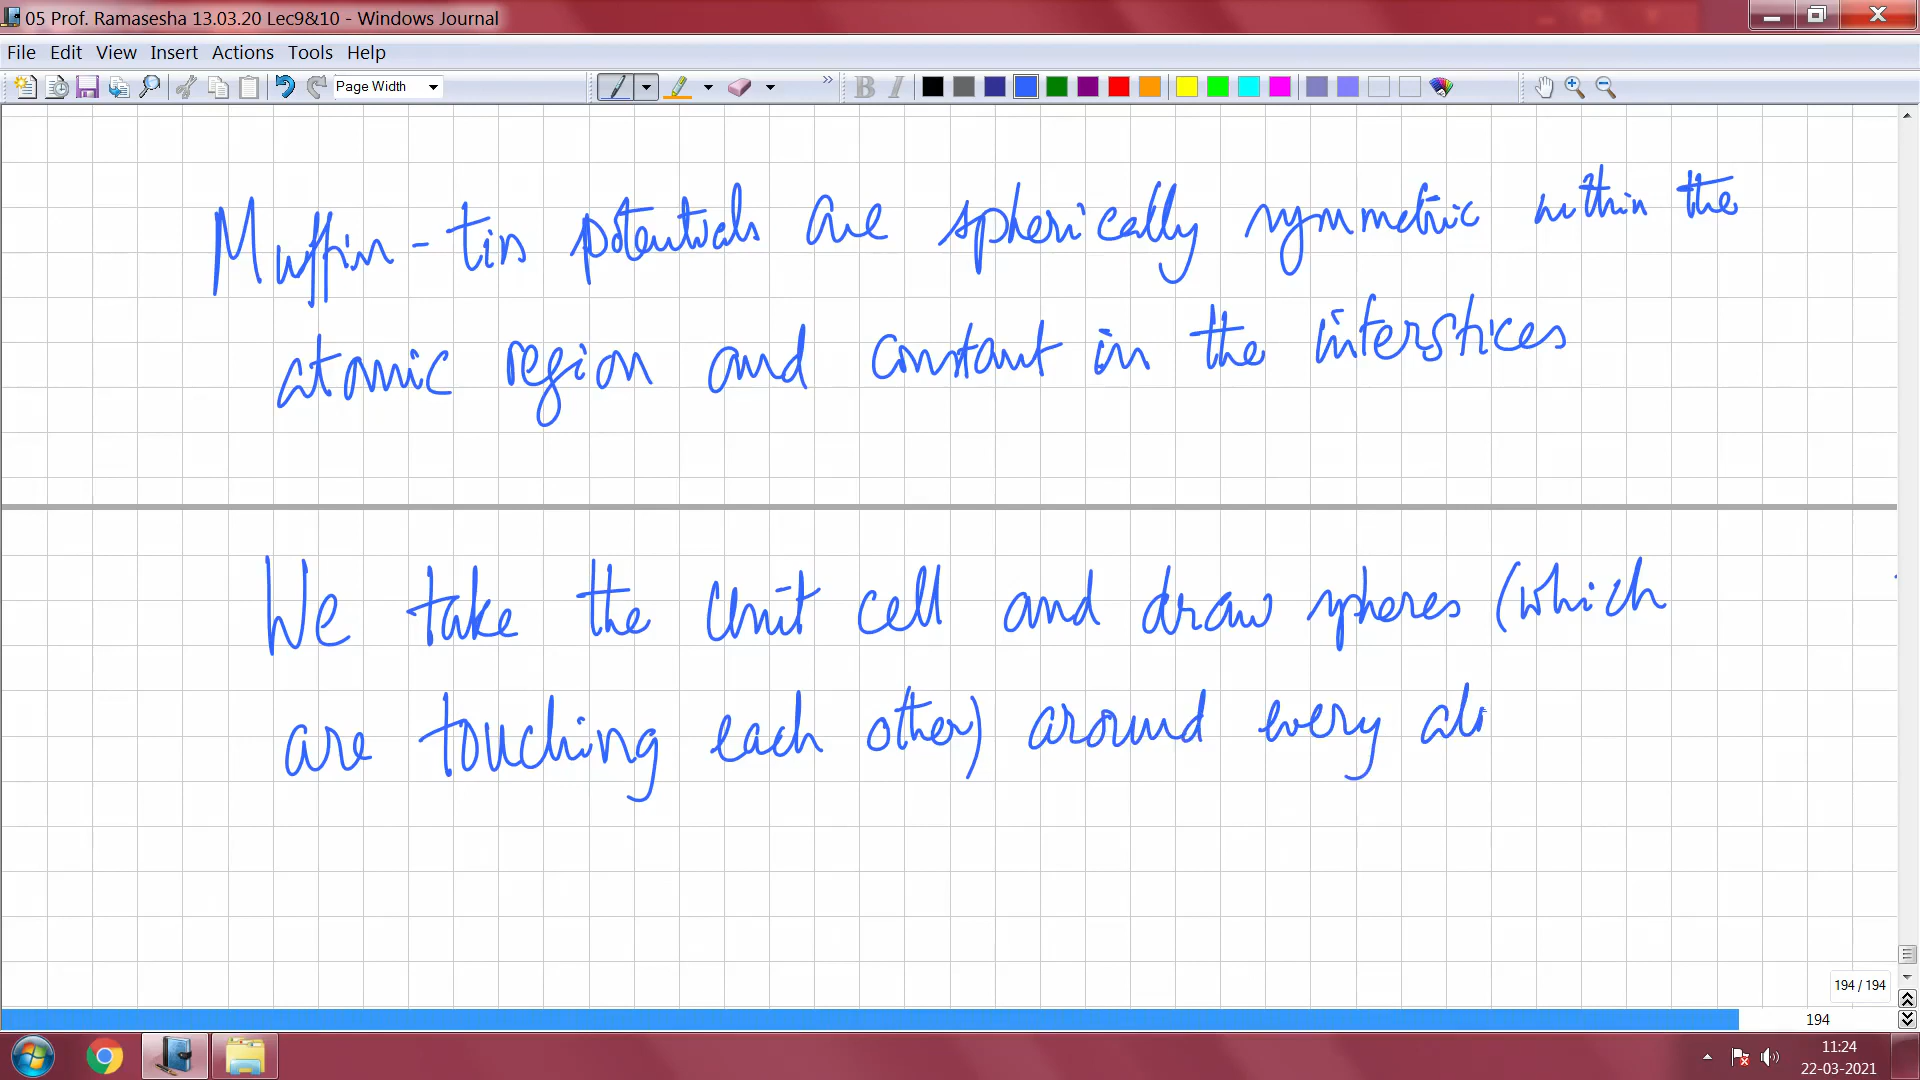 05 Prof. Ramasesha 13.03.20 Lec9&10 - Windows Journal
File Edit View Insert Actions Tools Help
Page Width
Muffin-tin potentials are spherically symmetric within the
atomic region and constant in the interstices
We take the Unit cell and draw spheres (which
are touching each other) around every
194 / 194
194
11:24
22-03-2021